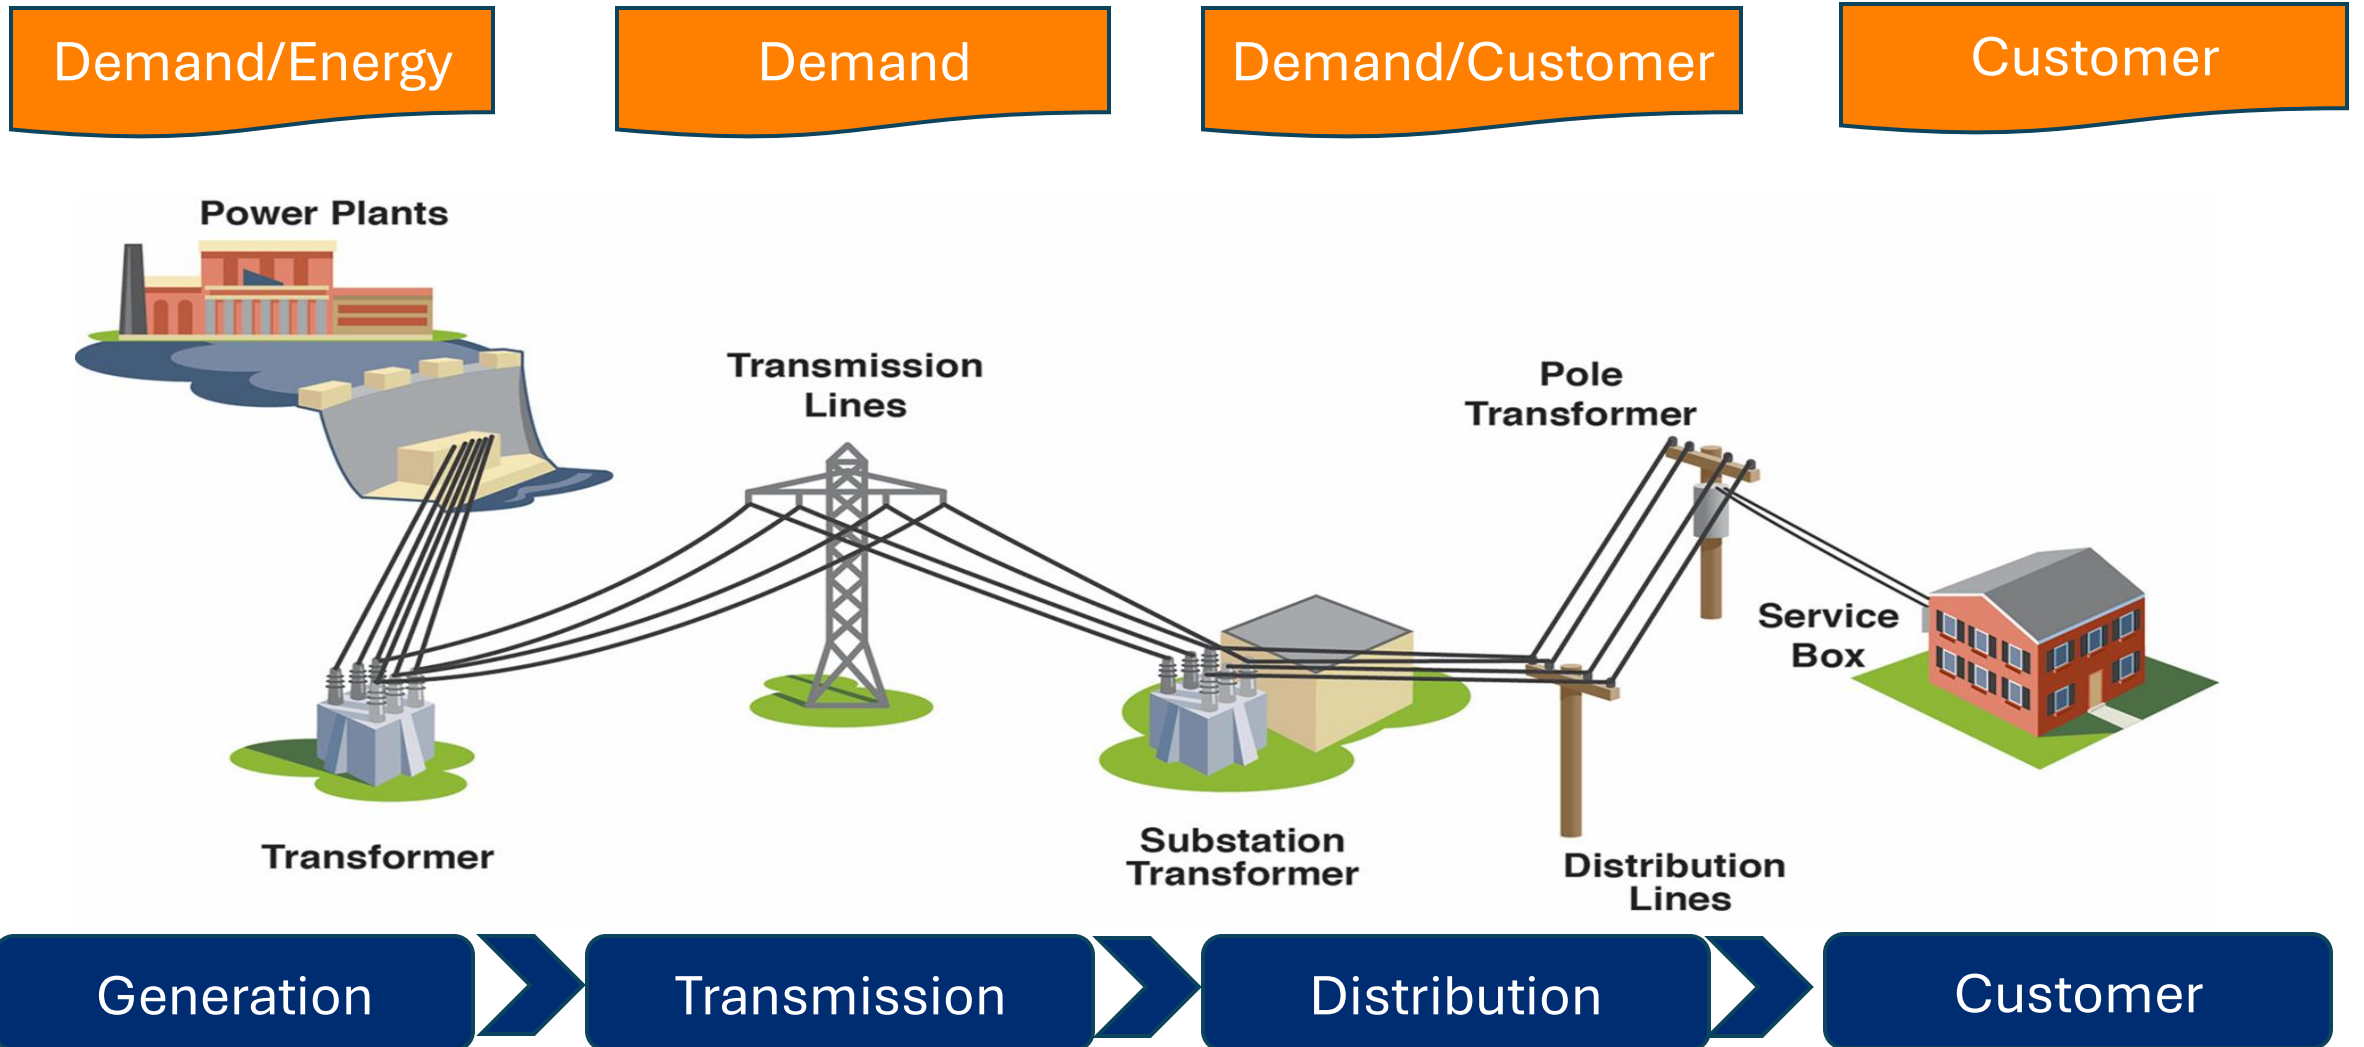 Demand/Energy
Demand
Demand/Customer
Customer
Power Plants
Transmission
Lines
Pole
Transformer
Service
Box
Transformer
Substation
Transformer
Distribution
Lines
Generation
Transmission
Distribution
Customer